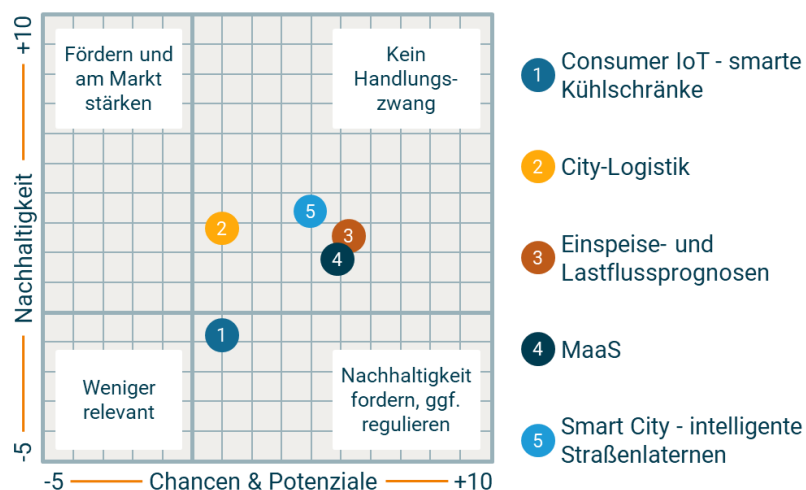 +10
Nachhaltigkeit
-5
Fördern und
am Markt
stärken
Kein
Handlungs-
zwang
5
2
3
4
1
Weniger
relevant
Nachhaltigkeit
fordern, ggf.
regulieren
-5
Chancen & Potenziale
+10
1 Consumer IoT - smarte
Kühlschränke
2 City-Logistik
3 Einspeise- und
Lastflussprognosen
4 MaaS
5 Smart City - intelligente
Straßenlaternen